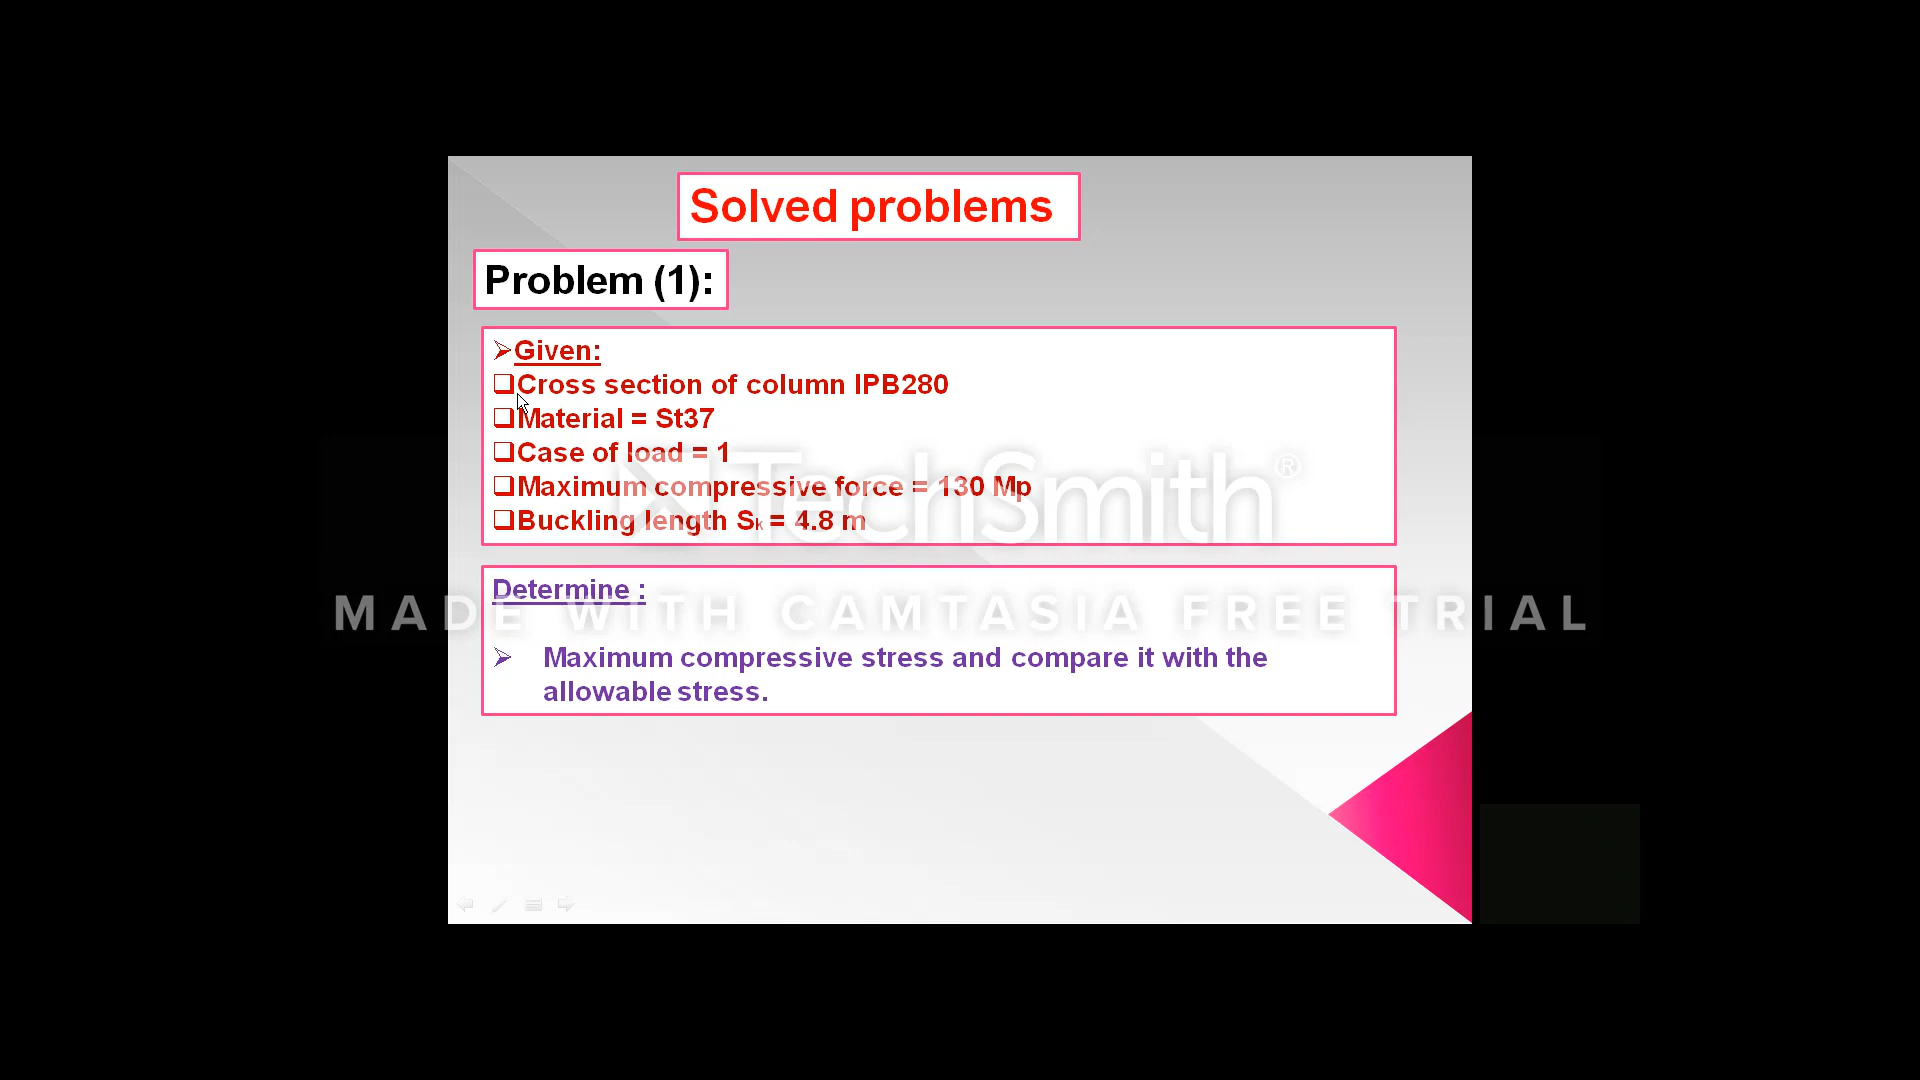 Solved problems
Problem (1):
Given:
Cross section of column IPB280
Material = St37
Case of load = 1
Maximum compressive force = 130 Mp
Buckling length Sk = 4.8 m
TechSmith®
Determine :
MADE WITH CAMTASIA FREE TRIAL
Maximum compressive stress and compare it with the
allowable stress.